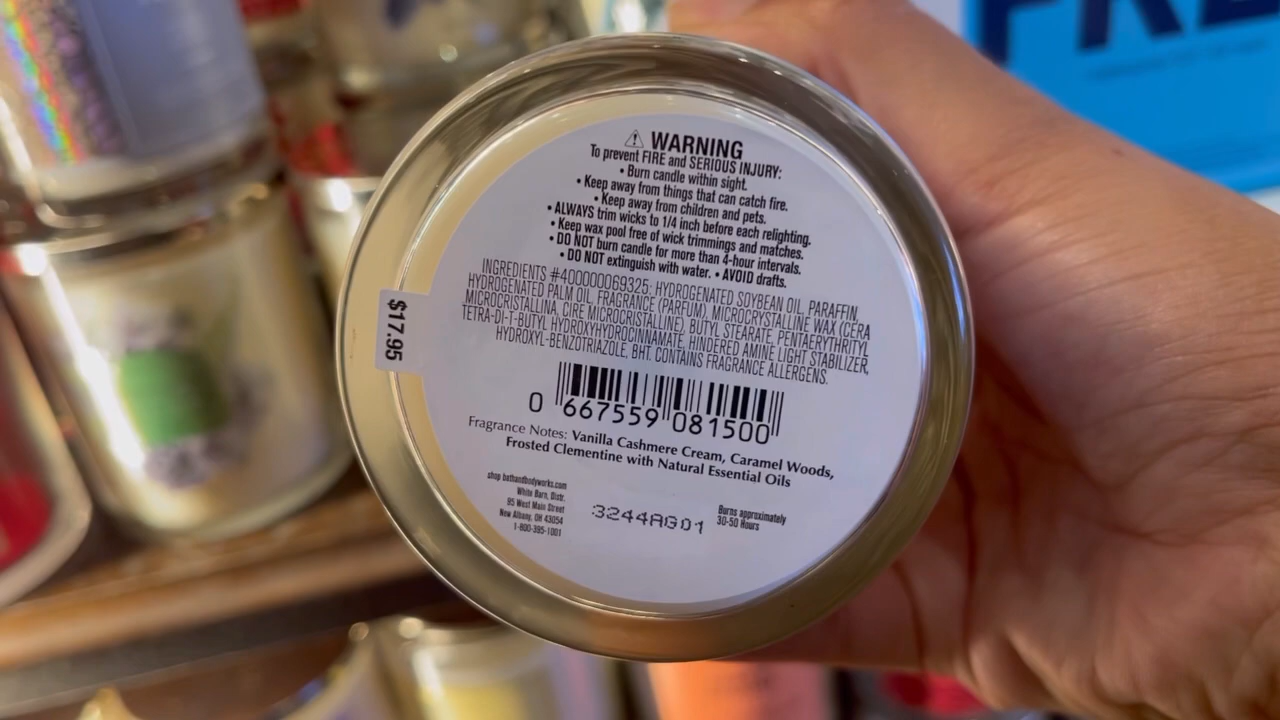 FREE
⚠ WARNING
To prevent FIRE and SERIOUS INJURY:
• Burn candle within sight.
• Keep away from things that can catch fire.
• Keep away from children and pets.
• ALWAYS trim wicks to 1/4 inch before each relighting.
• Keep wax pool free of wick trimmings and matches.
• DO NOT burn candle for more than 4-hour intervals.
• DO NOT extinguish with water. • AVOID drafts.
INGREDIENTS #400000069325: HYDROGENATED SOYBEAN OIL, PARAFFIN,
HYDROGENATED PALM OIL, FRAGRANCE (PARFUM), MICROCRYSTALLINE WAX (CERA
MICROCRISTALLINA, CIRE MICROCRISTALLINE), BUTYL STEARATE, PENTAERYTHRITYL
TETRA-DI-T-BUTYL HYDROXYHYDROCINNAMATE, HINDERED AMINE LIGHT STABILIZER,
HYDROXYL-BENZOTRIAZOLE, BHT. CONTAINS FRAGRANCE ALLERGENS.
$17.95
0 667559 081500
Fragrance Notes: Vanilla Cashmere Cream, Caramel Woods,
Frosted Clementine with Natural Essential Oils
shop bathandbodyworks.com
White Barn, Distr.
95 West Main Street
New Albany, OH 43054
1-800-395-1001
3244AG01
Burns approximately
30-50 Hours